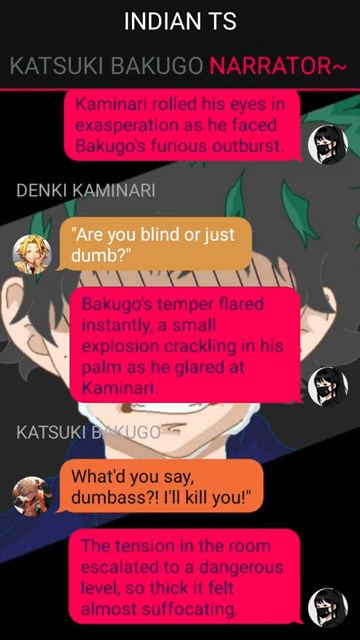 INDIAN TS
KATSUKI BAKUGO NARRATOR~
Kaminari rolled his eyes in
exasperation as he faced
Bakugo's furious outburst.
DENKI KAMINARI
"Are you blind or just
dumb?"
Bakugo's temper flared
instantly, a small
explosion crackling in his
palm as he glared at
Kaminari.
KATSUKI BAKUGO
What'd you say,
dumbass?! I'll kill you!"
The tension in the room
escalated to a dangerous
level, so thick it felt
almost suffocating.